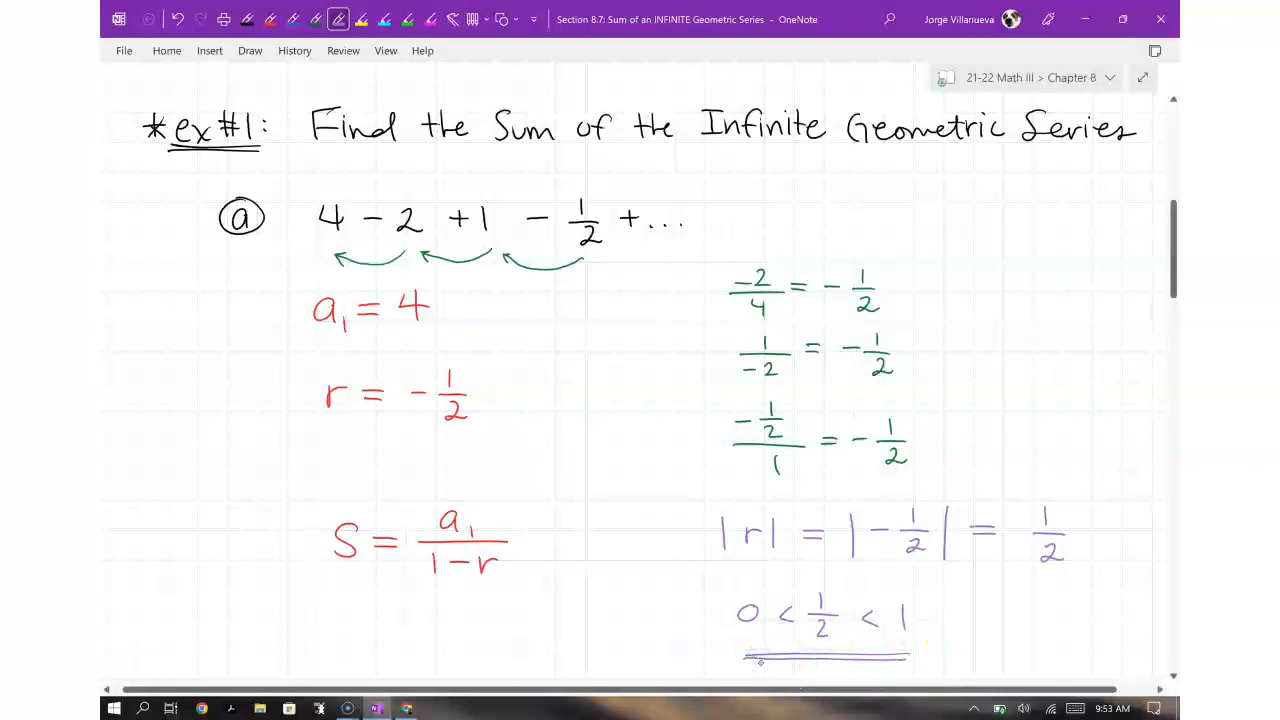 Section 8.7: Sum of an INFINITE Geometric Series - OneNote
Jorge Villanueva
File Home Insert Draw History Review View Help
21-22 Math III > Chapter 8
*ex #1: Find the Sum of the Infinite Geometric Series
ⓐ 4 - 2 + 1 - 1/2 + ...
a₁ = 4
r = - 1/2
S = a₁/(1-r)
-2/4 = - 1/2
1/-2 = - 1/2
(- 1/2)/1 = - 1/2
|r| = |- 1/2| = 1/2
0 < 1/2 < 1
9:53 AM